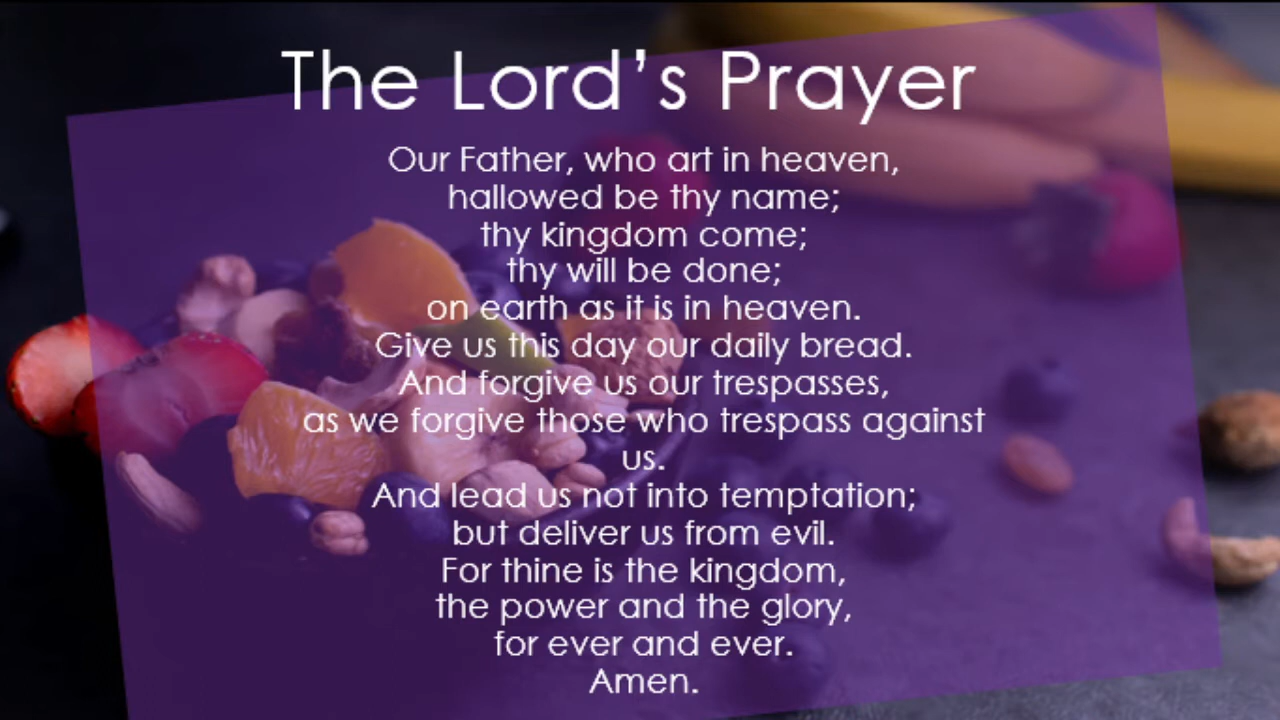 The Lord’s Prayer
Our Father, who art in heaven,
hallowed be thy name;
thy kingdom come;
thy will be done;
on earth as it is in heaven.
Give us this day our daily bread.
And forgive us our trespasses,
as we forgive those who trespass against
us.
And lead us not into temptation;
but deliver us from evil.
For thine is the kingdom,
the power and the glory,
for ever and ever.
Amen.